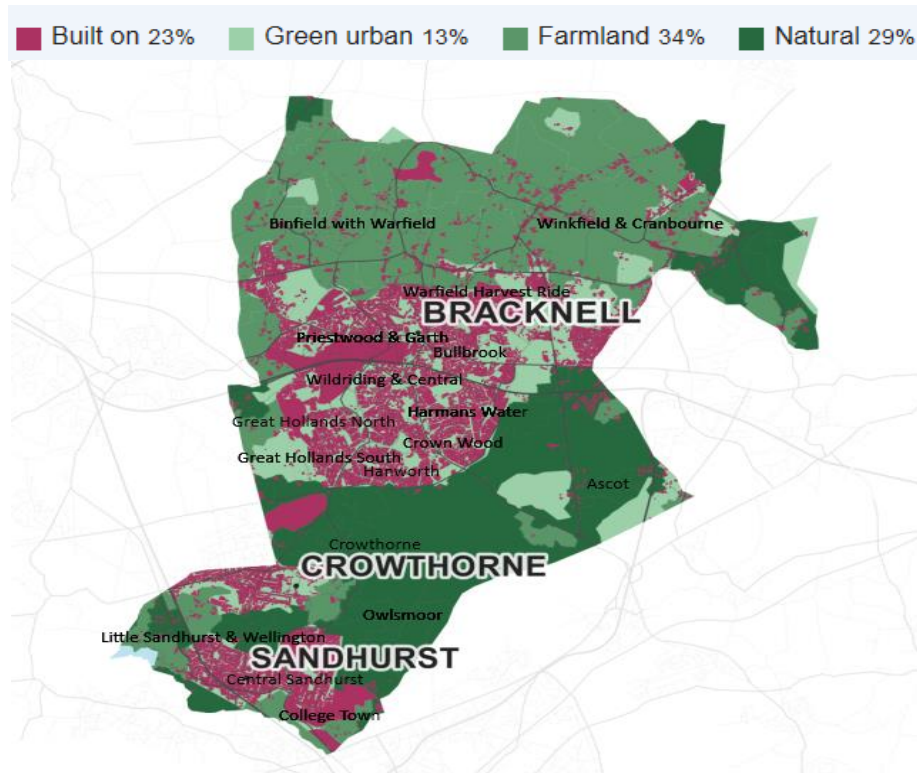 Built on 23% Green urban 13% Farmland 34% Natural 29%
Binfield with Warfield Winkfield & Cranbourne
Warfield Harvest Ride
BRACKNELL
Priestwood & Garth
Bullbrook
Wildriding & Central
Harmans Water
Great Hollands North
Crown Wood
Great Hollands South
Hanworth
Ascot
Crowthorne
CROWTHORNE
Owlsmoor
Little Sandhurst & Wellington
SANDHURST
Central Sandhurst
College Town